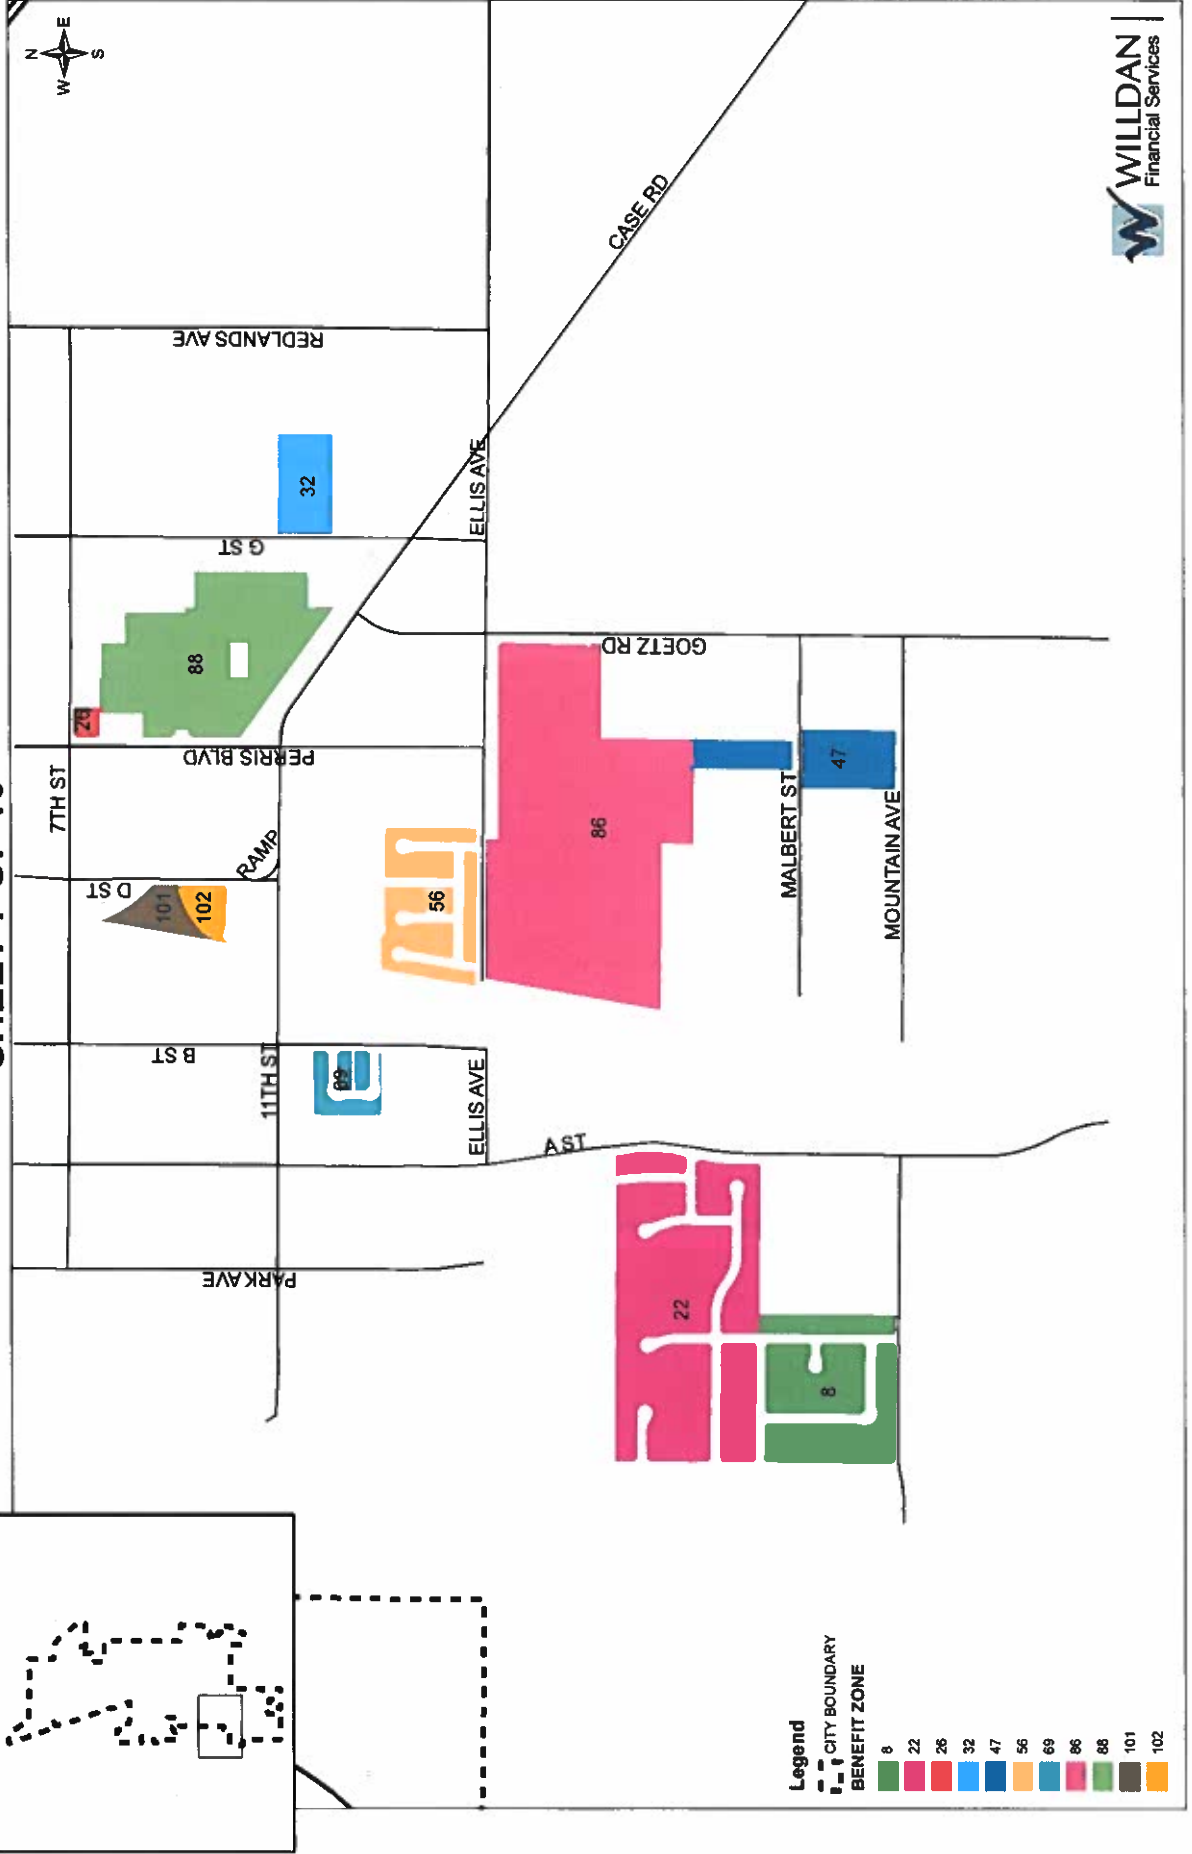 N
W
E
S
7TH ST
PERRIS BLVD
G ST
REDLANDS AVE
26
88
32
D ST
RAMP
101
102
B ST
11TH ST
PARK AVE
ELLIS AVE
CASE RD
56
ELLIS AVE
A ST
GOETZ RD
86
22
47
MALBERT ST
MOUNTAIN AVE
8
WILLDAN
Financial Services
Legend
CITY BOUNDARY
BENEFIT ZONE
8
22
26
32
47
56
69
86
88
101
102